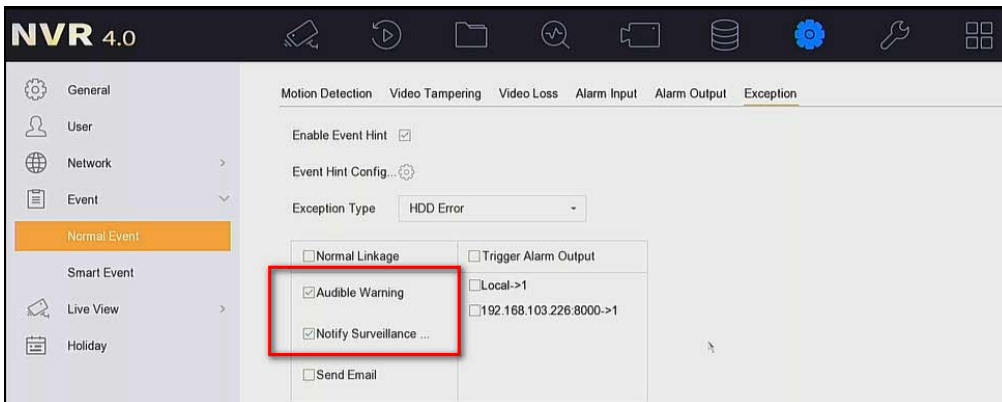 NVR 4.0
General
User
Network
Event
Normal Event
Smart Event
Live View
Holiday
Motion Detection Video Tampering Video Loss Alarm Input Alarm Output Exception
Enable Event Hint
Event Hint Config...
Exception Type HDD Error
Normal Linkage Trigger Alarm Output
Audible Warning Local->1
192.168.103.226:8000->1
Notify Surveillance ...
Send Email